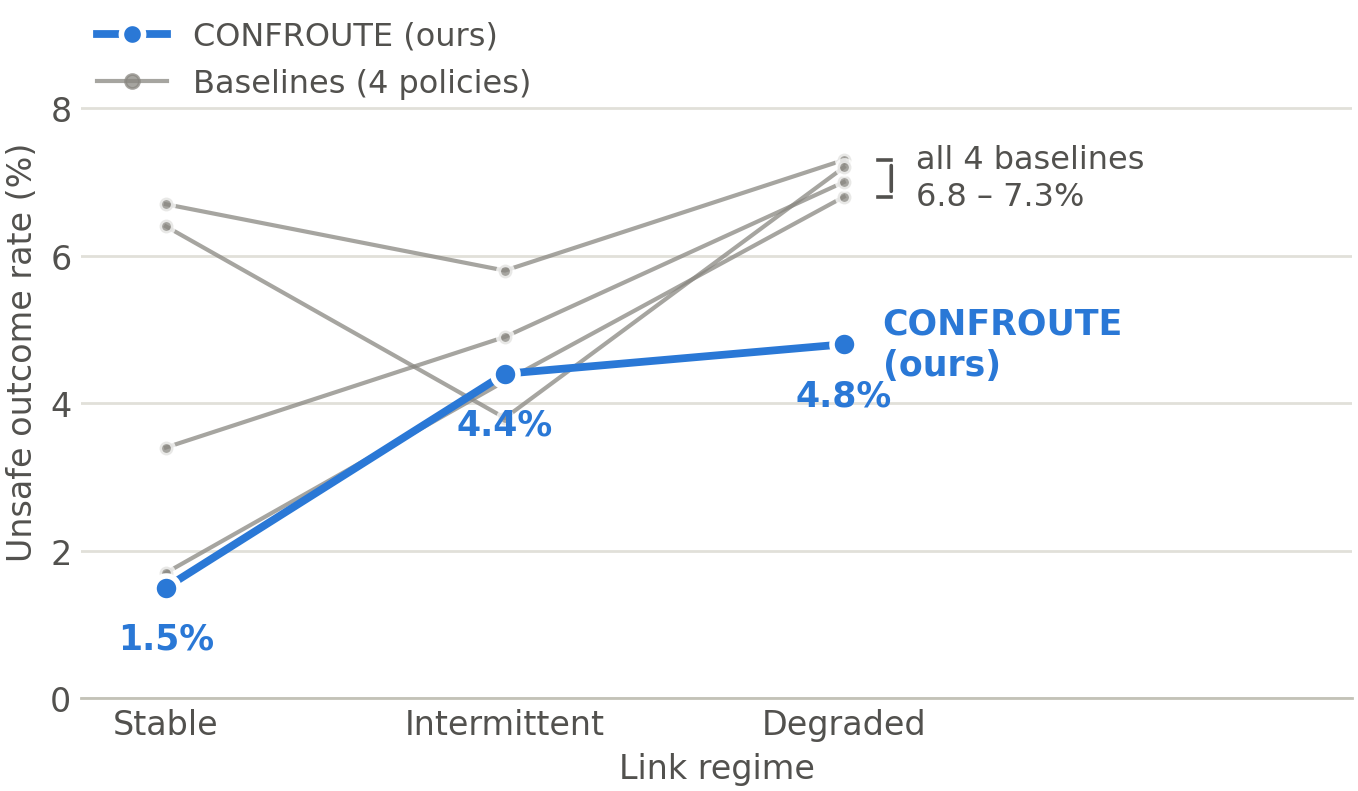 CONFROUTE (ours)
Baselines (4 policies)
8
6
4
2
0
Unsafe outcome rate (%)
all 4 baselines
6.8 – 7.3%
CONFROUTE
(ours)
4.8%
4.4%
1.5%
Stable
Intermittent
Degraded
Link regime